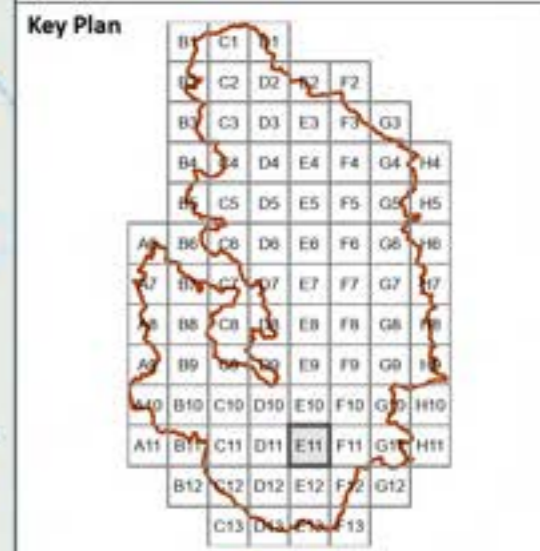 Key Plan
B1 C1 D1
B2 C2 D2 E2 F2
B3 C3 D3 E3 F3 G3
B4 C4 D4 E4 F4 G4 H4
B5 C5 D5 E5 F5 G5 H5
A6 B6 C6 D6 E6 F6 G6 H6
A7 B7 C7 D7 E7 F7 G7 H7
A8 B8 C8 D8 E8 F8 G8 H8
A9 B9 C9 D9 E9 F9 G9 H9
A10 B10 C10 D10 E10 F10 G10 H10
A11 B11 C11 D11 E11 F11 G11 H11
B12 C12 D12 E12 F12 G12
C13 D13 E13 F13